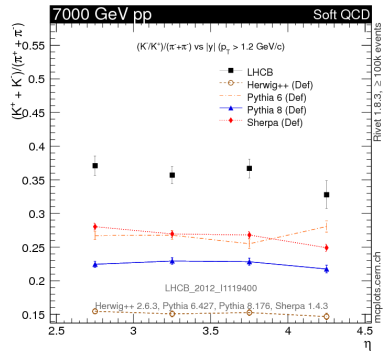 7000 GeV pp Soft QCD
(K⁻/K⁺)/(π⁺+π⁻) vs |y| (p_T > 1.2 GeV/c)
LHCB
Herwig++ (Def)
Pythia 6 (Def)
Pythia 8 (Def)
Sherpa (Def)
(K⁺ + K⁻)/(π⁺ + π⁻)
0.55
0.5
0.45
0.4
0.35
0.3
0.25
0.2
0.15
LHCB_2012_I1119400
Herwig++ 2.6.3, Pythia 6.427, Pythia 8.176, Sherpa 1.4.3
2.5 3 3.5 4 4.5
η
Rivet 1.8.3, ≥ 100k events
mcplots.cern.ch